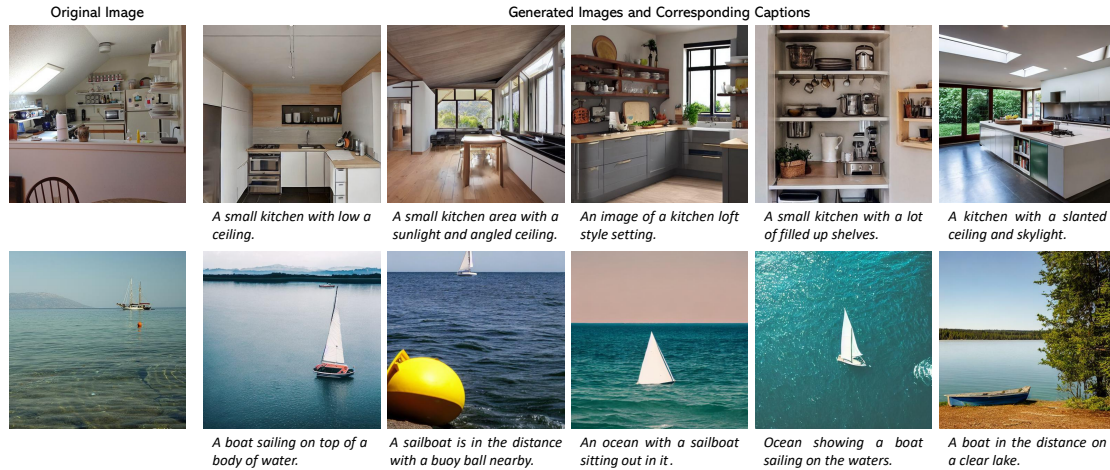 Original Image
Generated Images and Corresponding Captions
A small kitchen with low a
ceiling.
A small kitchen area with a
sunlight and angled ceiling.
An image of a kitchen loft
style setting.
A small kitchen with a lot
of filled up shelves.
A kitchen with a slanted
ceiling and skylight.
A boat sailing on top of a
body of water.
A sailboat is in the distance
with a buoy ball nearby.
An ocean with a sailboat
sitting out in it.
Ocean showing a boat
sailing on the waters.
A boat in the distance on
a clear lake.